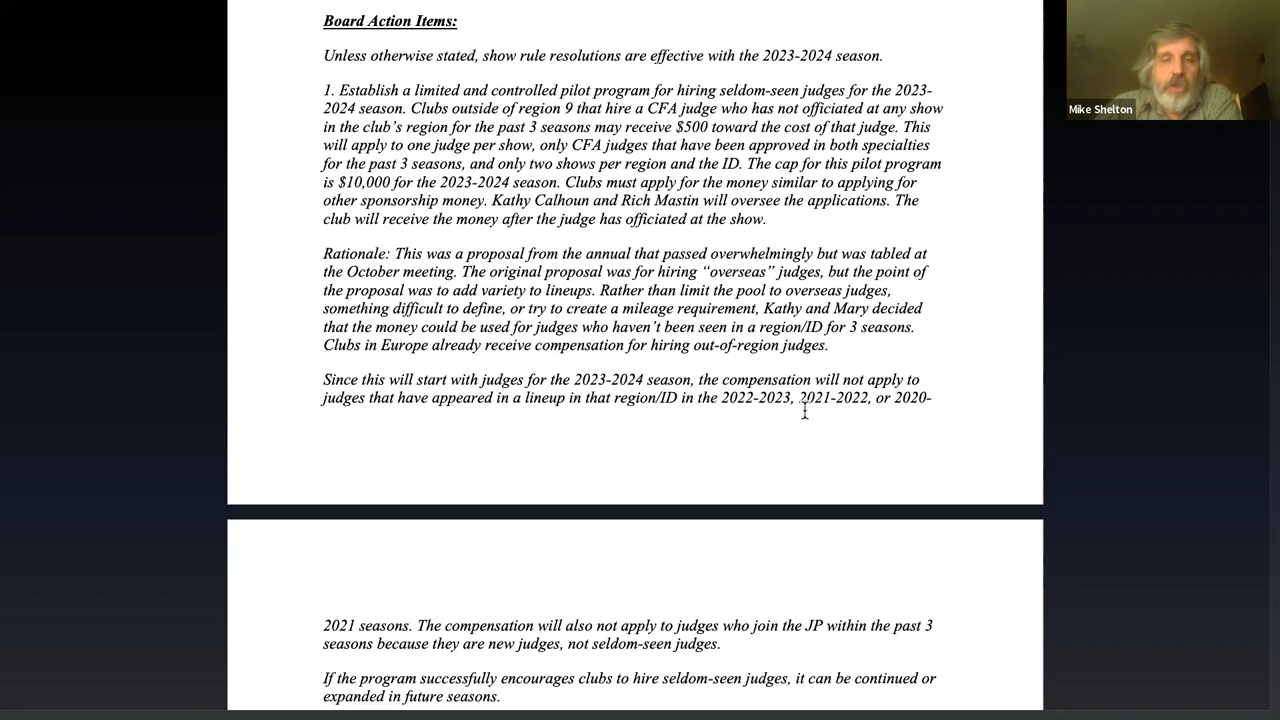 Board Action Items:
Unless otherwise stated, show rule resolutions are effective with the 2023-2024 season.
1. Establish a limited and controlled pilot program for hiring seldom-seen judges for the 2023-
2024 season. Clubs outside of region 9 that hire a CFA judge who has not officiated at any show
in the club's region for the past 3 seasons may receive $500 toward the cost of that judge. This
will apply to one judge per show, only CFA judges that have been approved in both specialties
for the past 3 seasons, and only two shows per region and the ID. The cap for this pilot program
is $10,000 for the 2023-2024 season. Clubs must apply for the money similar to applying for
other sponsorship money. Kathy Calhoun and Rich Mastin will oversee the applications. The
club will receive the money after the judge has officiated at the show.
Rationale: This was a proposal from the annual that passed overwhelmingly but was tabled at
the October meeting. The original proposal was for hiring “overseas” judges, but the point of
the proposal was to add variety to lineups. Rather than limit the pool to overseas judges,
something difficult to define, or try to create a mileage requirement, Kathy and Mary decided
that the money could be used for judges who haven't been seen in a region/ID for 3 seasons.
Clubs in Europe already receive compensation for hiring out-of-region judges.
Since this will start with judges for the 2023-2024 season, the compensation will not apply to
judges that have appeared in a lineup in that region/ID in the 2022-2023, 2021-2022, or 2020-
2021 seasons. The compensation will also not apply to judges who join the JP within the past 3
seasons because they are new judges, not seldom-seen judges.
If the program successfully encourages clubs to hire seldom-seen judges, it can be continued or
expanded in future seasons.
Mike Shelton